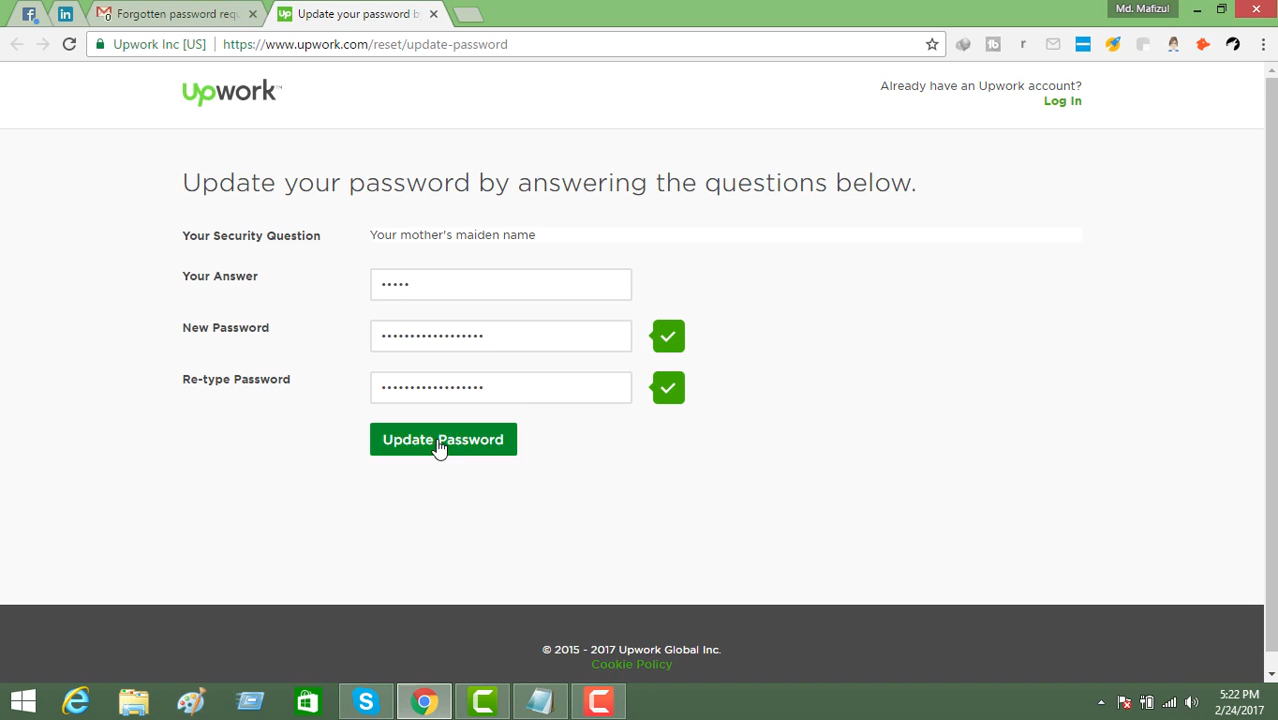 Forgotten password req
Update your password b
Md. Mafizul
Upwork Inc [US]
https://www.upwork.com/reset/update-password
Upwork™
Already have an Upwork account?
Log In
Update your password by answering the questions below.
Your Security Question
Your mother's maiden name
Your Answer
•••••
New Password
••••••••••••••••••
Re-type Password
••••••••••••••••••
Update Password
© 2015 - 2017 Upwork Global Inc.
Cookie Policy
5:22 PM
2/24/2017